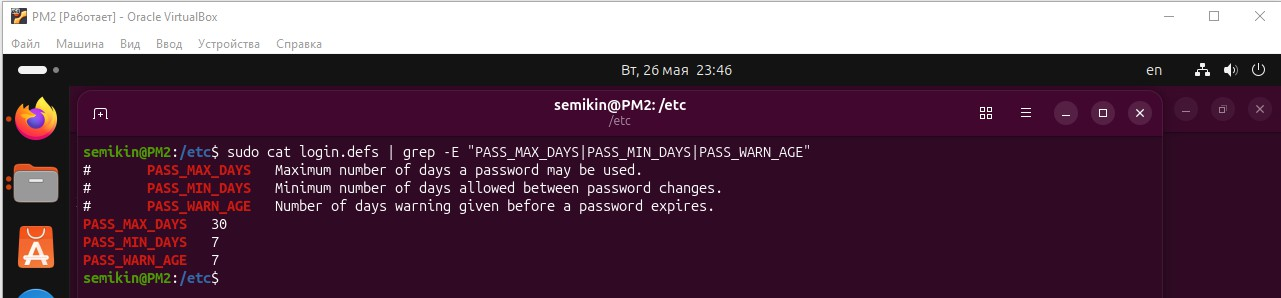 PM2 [Работает] - Oracle VirtualBox
Файл Машина Вид Ввод Устройства Справка
Вт, 26 мая 23:46
en
semikin@PM2: /etc
/etc
semikin@PM2:/etc$ sudo cat login.defs | grep -E "PASS_MAX_DAYS|PASS_MIN_DAYS|PASS_WARN_AGE"
# PASS_MAX_DAYS Maximum number of days a password may be used.
# PASS_MIN_DAYS Minimum number of days allowed between password changes.
# PASS_WARN_AGE Number of days warning given before a password expires.
PASS_MAX_DAYS 30
PASS_MIN_DAYS 7
PASS_WARN_AGE 7
semikin@PM2:/etc$